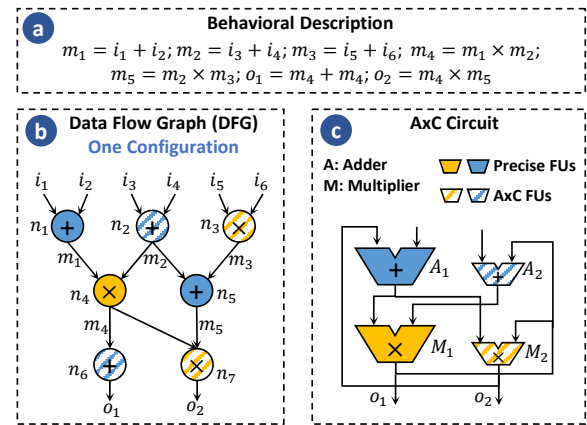 a
Behavioral Description
m₁ = i₁ + i₂; m₂ = i₃ + i₄; m₃ = i₅ + i₆; m₄ = m₁ × m₂;
m₅ = m₂ × m₃; o₁ = m₄ + m₄; o₂ = m₄ × m₅
b
Data Flow Graph (DFG)
One Configuration
i₁ i₂ i₃ i₄ i₅ i₆
n₁ + n₂ + n₃ ×
m₁ m₂ m₃
n₄ × + n₅
m₄ m₅
n₆ + × n₇
o₁ o₂
c
AxC Circuit
A: Adder
M: Multiplier
Precise FUs
AxC FUs
+ A₁ + A₂
× M₁ × M₂
o₁ o₂